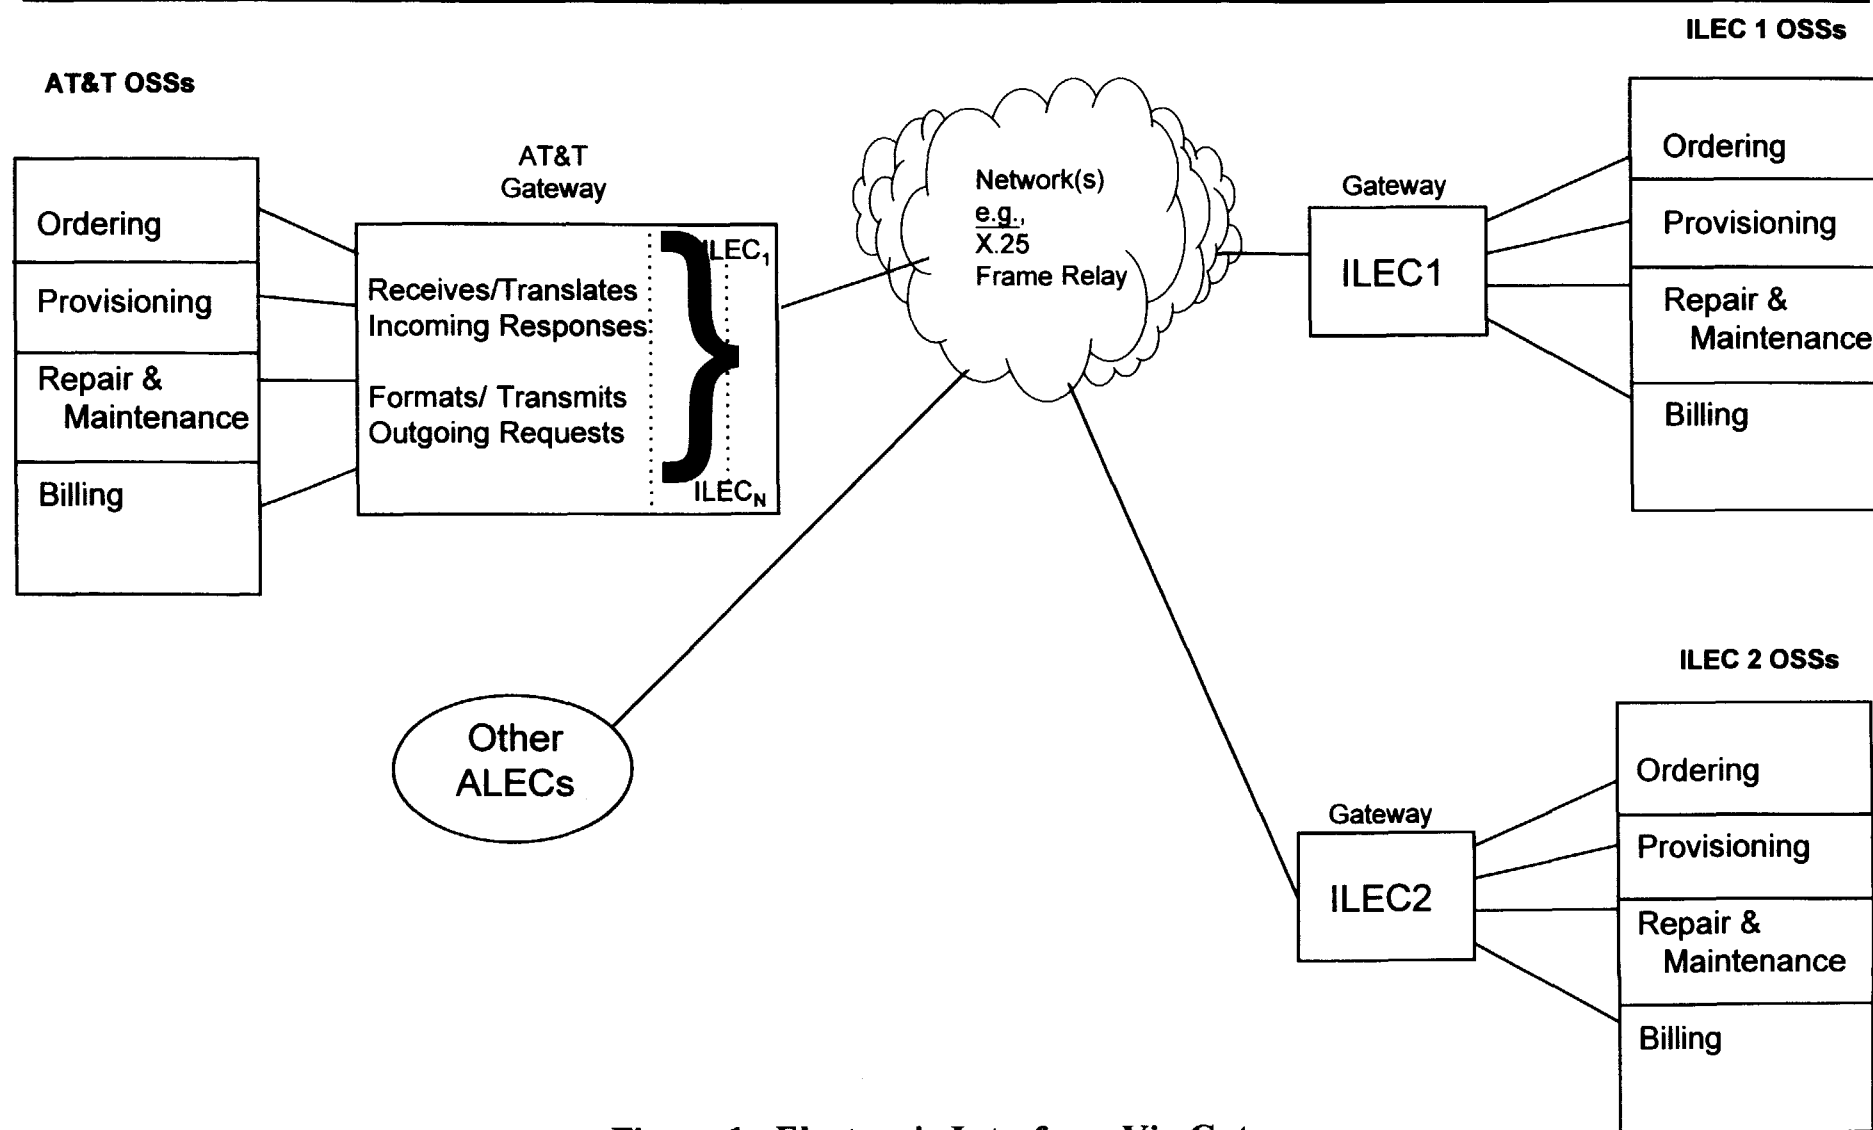 ILEC 1 OSSs
AT&T OSSs
Ordering
Provisioning
Repair &
Maintenance
Billing
AT&T
Gateway
Receives/Translates
Incoming Responses
Formats/ Transmits
Outgoing Requests
ILEC1
ILECN
Network(s)
e.g.,
X.25
Frame Relay
Gateway
ILEC1
Ordering
Provisioning
Repair &
Maintenance
Billing
Other
ALECs
ILEC 2 OSSs
Gateway
ILEC2
Ordering
Provisioning
Repair &
Maintenance
Billing